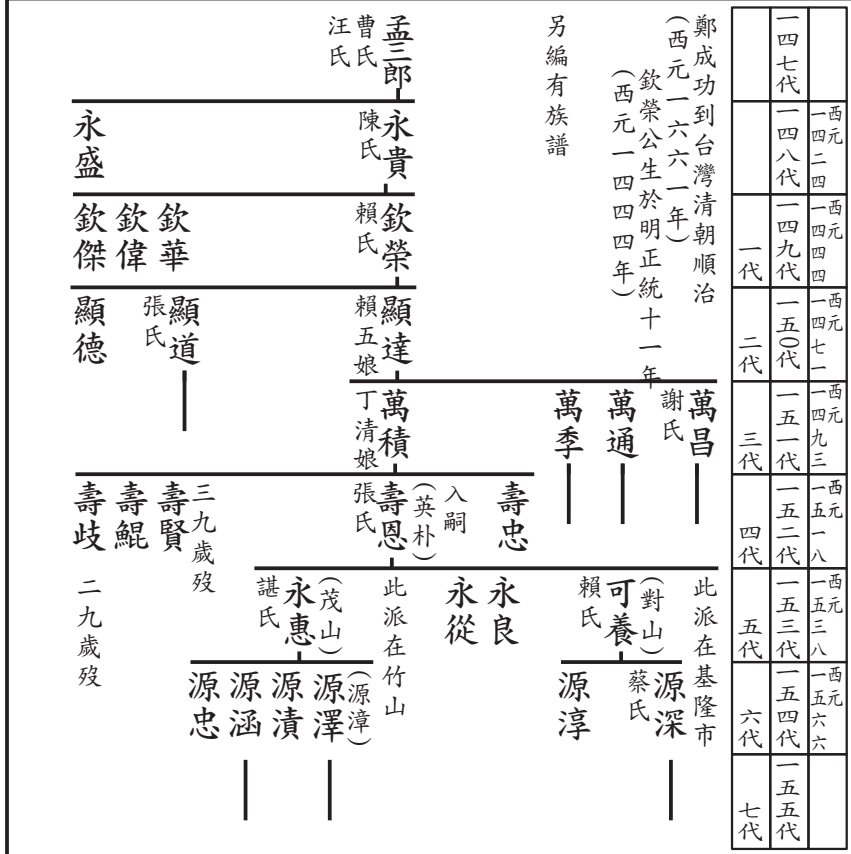 一四七代
西元一四二四
一四八代
西元一四四四
一四九代
一代
西元一四七一
一五〇代
二代
西元一四九三
一五一代
三代
西元一五一八
一五二代
四代
西元一五三八
一五三代
五代
西元一五六六
一五四代
六代
一五五代
七代
鄭成功到台灣清朝順治
(西元一六六一年)
欽榮公生於明正統十一年
(西元一四四四年)
另編有族譜
孟三郎
曹氏
汪氏
永貴
陳氏
永盛
欽榮
賴氏
欽華
欽偉
欽傑
顯達
賴五娘
顯道
張氏
顯德
萬昌
謝氏
萬通
萬季
萬積
丁清娘
壽忠
入嗣
(英朴)
壽恩
張氏
三九歲歿
壽賢
壽鯤
壽歧
二九歲歿
此派在基隆市
(對山)
可養
賴氏
永良
永從
此派在竹山
(茂山)
永惠
諶氏
源深
蔡氏
源淳
(源漳)
源澤
源漬
源涵
源忠